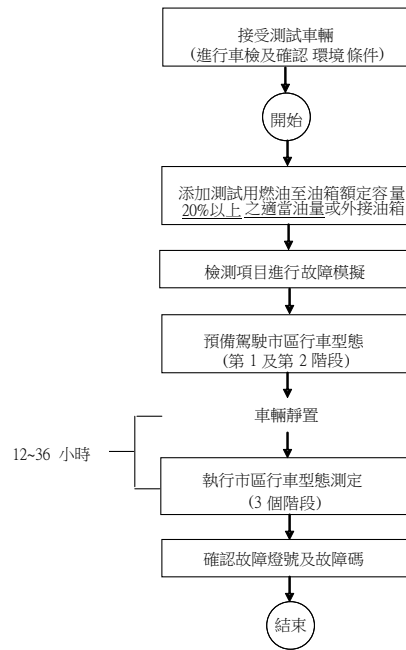 接受測試車輛
(進行車檢及確認 環境 條件)
開始
添加測試用燃油至油箱額定容量
20%以上 之適當油量或外接油箱
檢測項目進行故障模擬
預備駕駛市區行車型態
(第 1 及第 2 階段)
車輛靜置
12~36 小時
執行市區行車型態測定
(3 個階段)
確認故障燈號及故障碼
結束